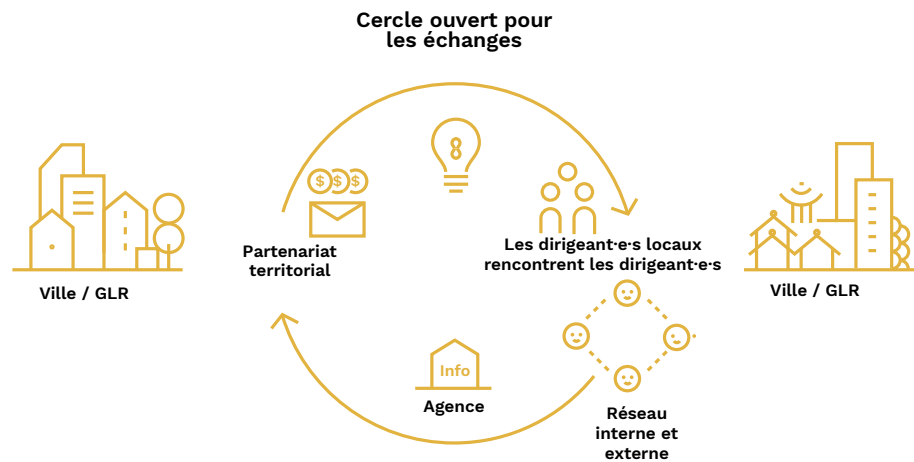 Cercle ouvert pour
les échanges
$ $ $
Partenariat
territorial
Les dirigeant·e·s locaux
rencontrent les dirigeant·e·s
Ville / GLR
Ville / GLR
Info
Agence
Réseau
interne et
externe